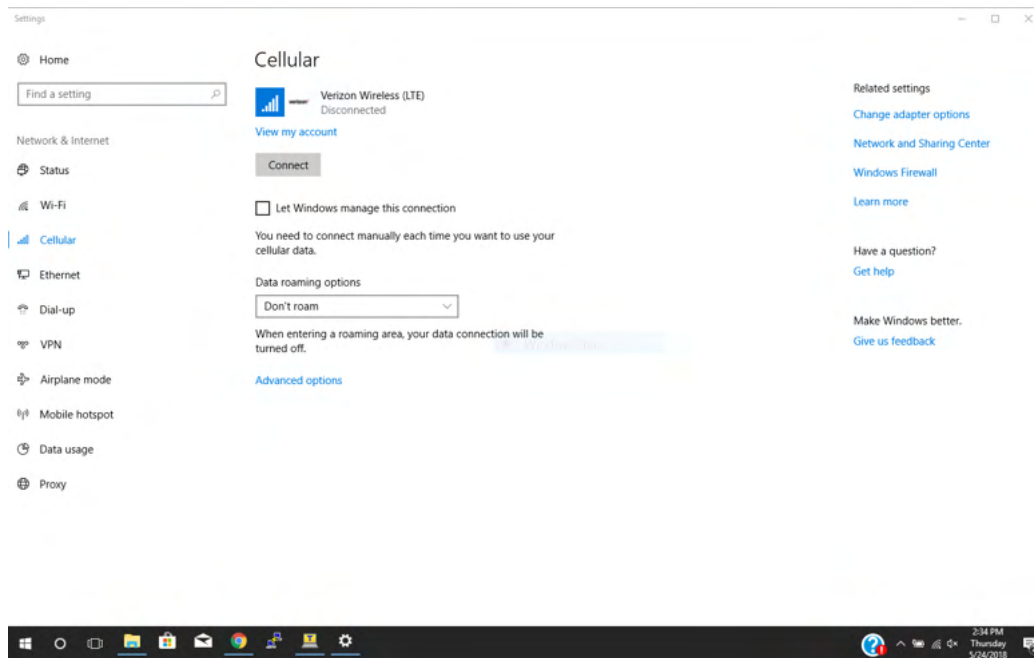 Settings
Home
Find a setting
Network & Internet
Status
Wi-Fi
Cellular
Ethernet
Dial-up
VPN
Airplane mode
Mobile hotspot
Data usage
Proxy
Cellular
Verizon Wireless (LTE)
Disconnected
View my account
Connect
Let Windows manage this connection
You need to connect manually each time you want to use your
cellular data.
Data roaming options
Don't roam
When entering a roaming area, your data connection will be
turned off.
Advanced options
Related settings
Change adapter options
Network and Sharing Center
Windows Firewall
Learn more
Have a question?
Get help
Make Windows better.
Give us feedback
2:34 PM
Thursday
5/24/2018